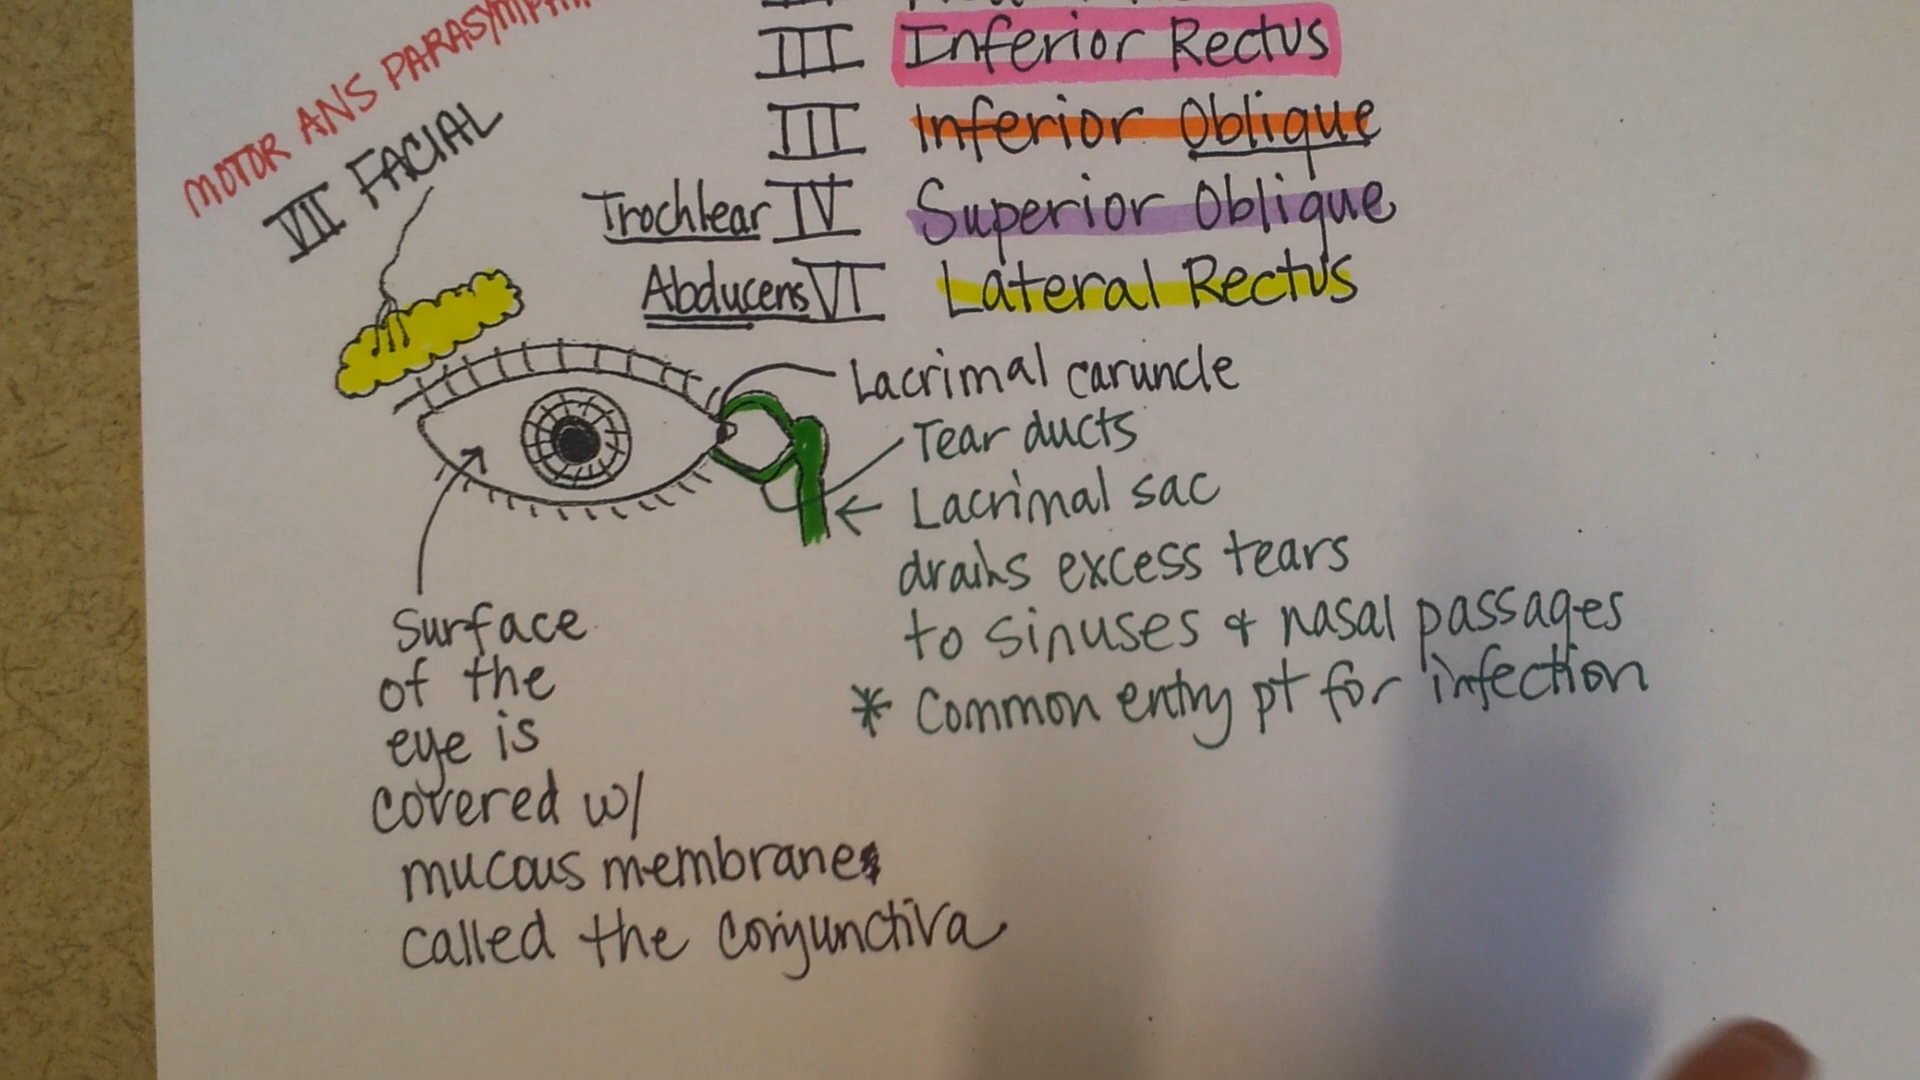 MOTOR ANS
VII FACIAL
III Inferior Rectus
III Inferior Oblique
Trochlear IV Superior Oblique
Abducens VI Lateral Rectus
Lacrimal caruncle
Tear ducts
Lacrimal sac
drains excess tears
to sinuses & nasal passages
* Common entry pt for infection
Surface
of the
eye is
covered w/
mucous membrane
called the conjunctiva